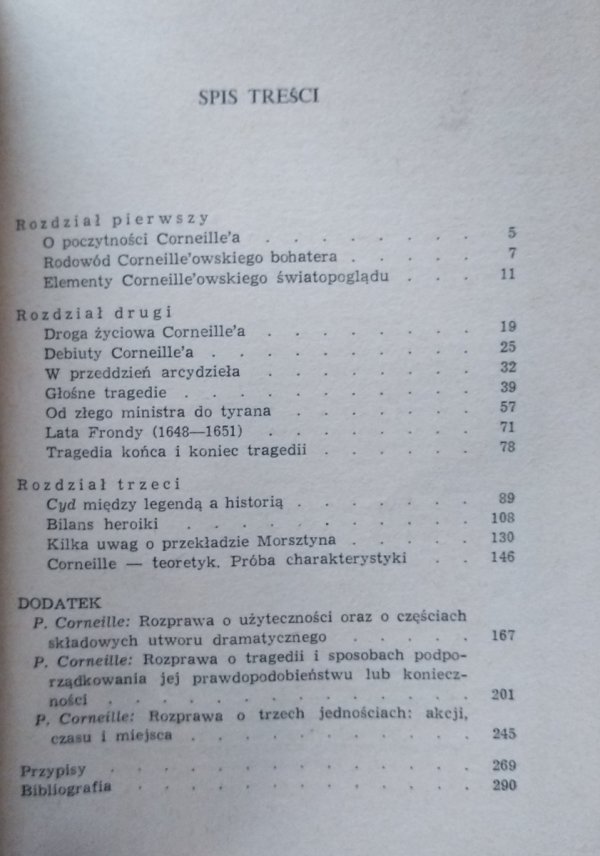 SPIS TREŚCI
Rozdział pierwszy
O poczytności Corneille'a . . . . . . . . 5
Rodowód Corneille'owskiego bohatera . . . . . 7
Elementy Corneille'owskiego światopoglądu . . . 11
Rozdział drugi
Droga życiowa Corneille'a . . . . . . . . 19
Debiuty Corneille'a . . . . . . . . . . 25
W przeddzień arcydzieła . . . . . . . . 32
Głośne tragedie . . . . . . . . . . . 39
Od złego ministra do tyrana . . . . . . . 57
Lata Frondy (1648—1651) . . . . . . . . 71
Tragedia końca i koniec tragedii . . . . . . 78
Rozdział trzeci
Cyd między legendą a historią . . . . . . . 89
Bilans heroiki . . . . . . . . . . . 108
Kilka uwag o przekładzie Morsztyna . . . . . 130
Corneille — teoretyk. Próba charakterystyki . . 146
DODATEK
P. Corneille: Rozprawa o użyteczności oraz o częściach
składowych utworu dramatycznego . . . . . 167
P. Corneille: Rozprawa o tragedii i sposobach podpo-
rządkowania jej prawdopodobieństwu lub koniecz-
ności . . . . . . . . . . . . . 201
P. Corneille: Rozprawa o trzech jednościach: akcji,
czasu i miejsca . . . . . . . . . . 245
Przypisy . . . . . . . . . . . . 269
Bibliografia . . . . . . . . . . . 290